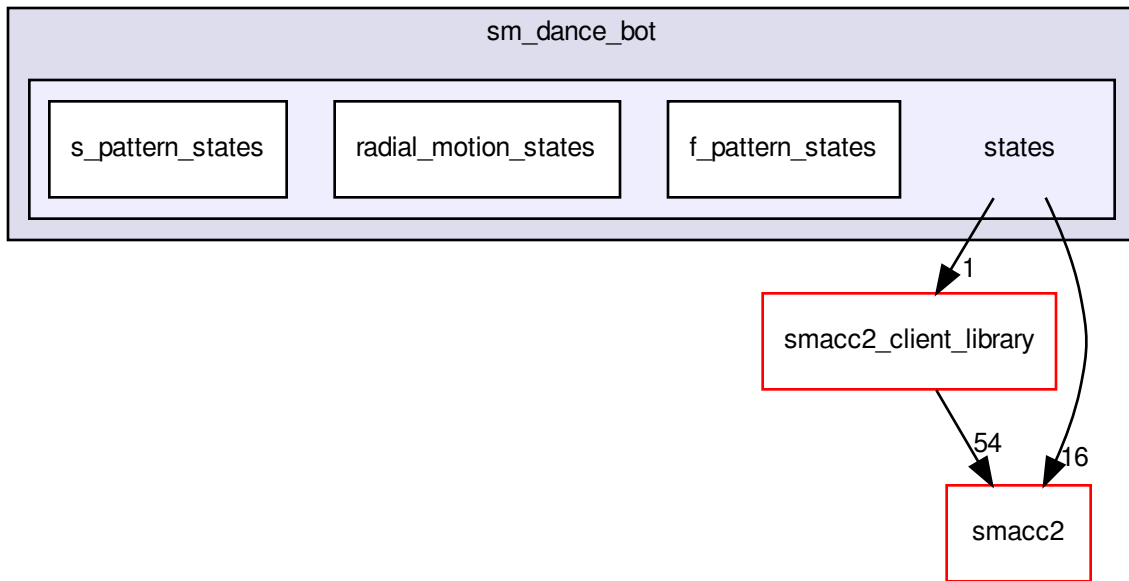 sm_dance_bot
s_pattern_states
radial_motion_states
f_pattern_states
states
1
smacc2_client_library
54
16
smacc2